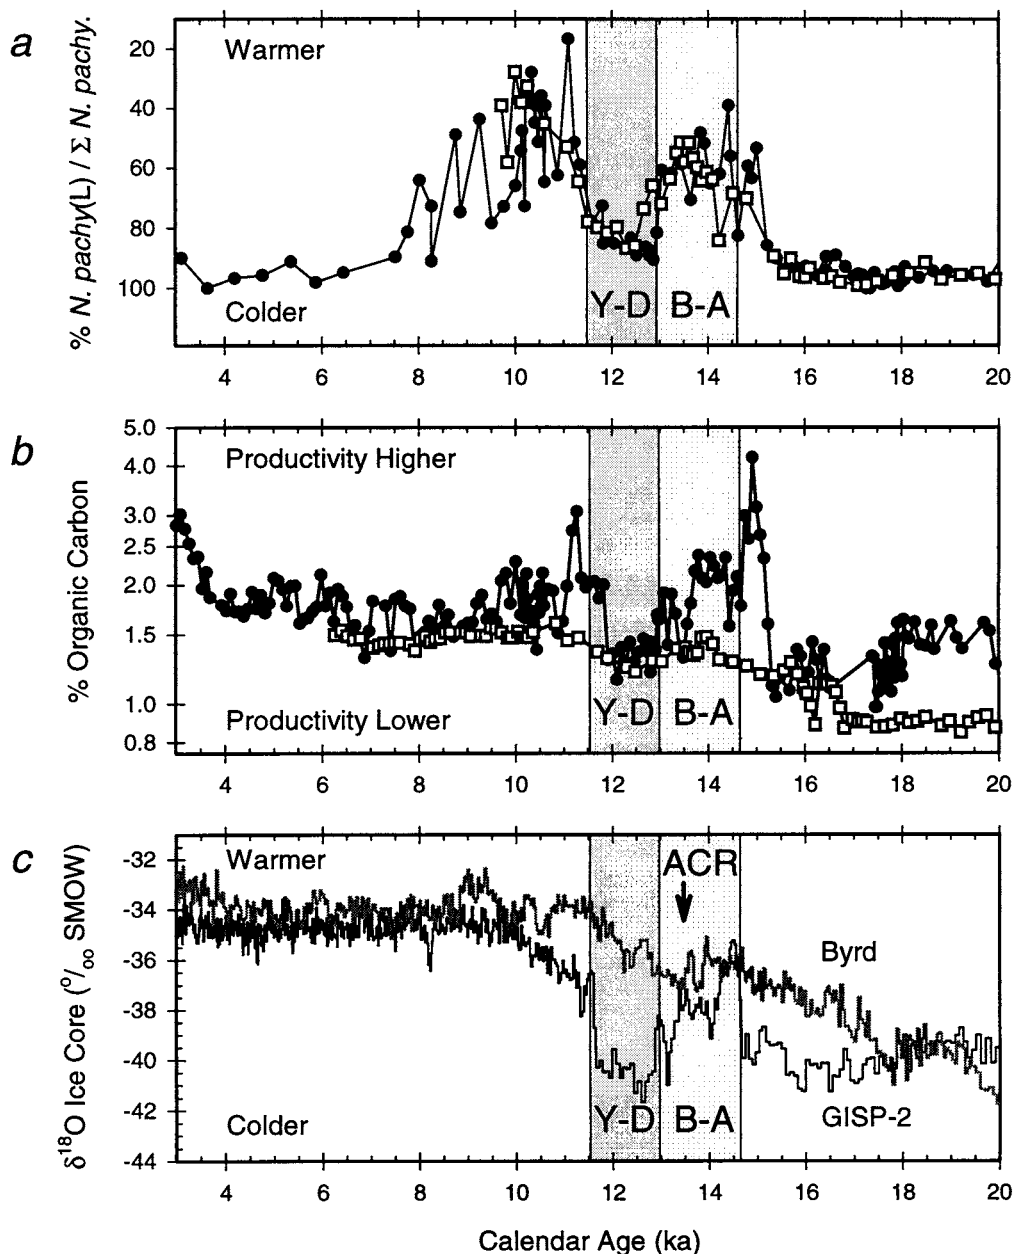 a
% N. pachy(L) / Σ N. pachy.
20
40
60
80
100
Warmer
Colder
Y-D
B-A
4 6 8 10 12 14 16 18 20
b
% Organic Carbon
5.0
4.0
3.0
2.5
2.0
1.5
1.0
0.8
Productivity Higher
Productivity Lower
Y-D
B-A
4 6 8 10 12 14 16 18 20
c
δ¹⁸O Ice Core (⁰/₀₀ SMOW)
-32
-34
-36
-38
-40
-42
-44
Warmer
ACR
Byrd
GISP-2
Colder
Y-D
B-A
4 6 8 10 12 14 16 18 20
Calendar Age (ka)